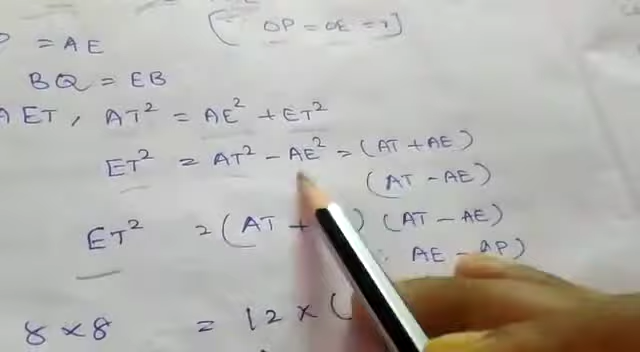 [∵ OP = OE = r]
= AE
BQ = EB
AET, AT² = AE² + ET²
ET² = AT² - AE² = (AT + AE)
(AT - AE)
ET² = (AT + ) (AT - AE)
AE - AP)
8 × 8 = 12 × (